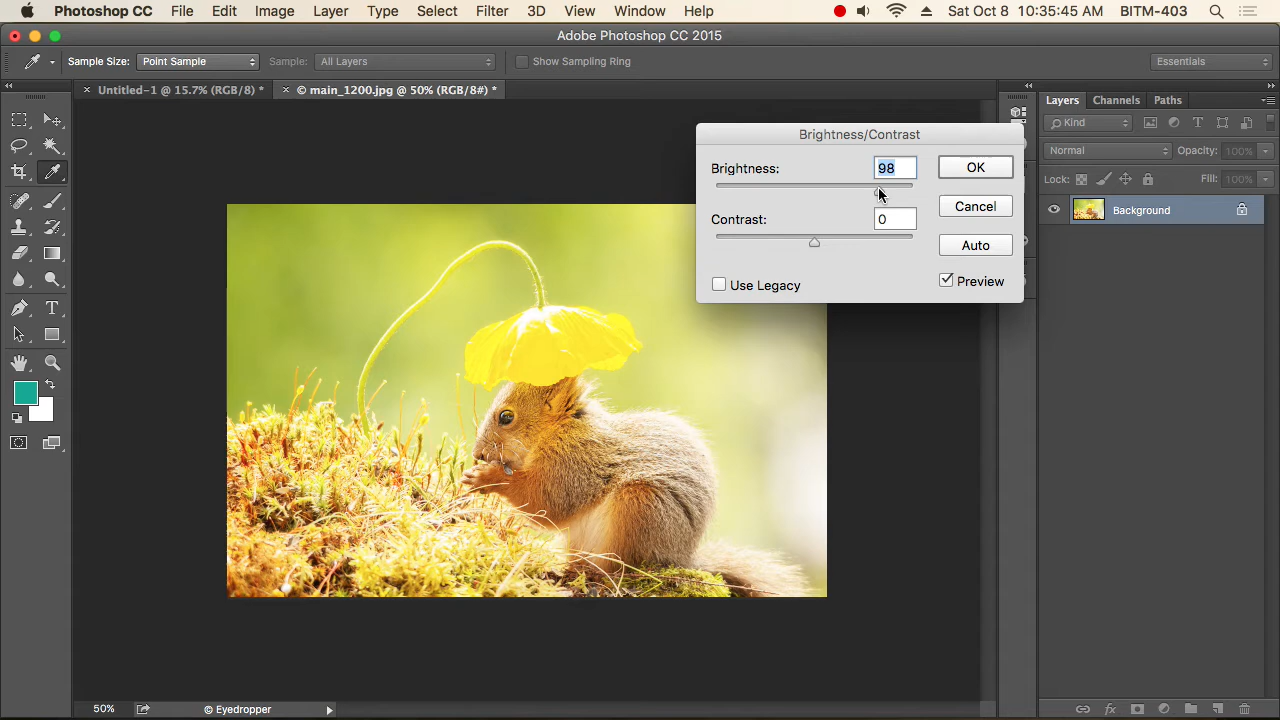 Photoshop CC File Edit Image Layer Type Select Filter 3D View Window Help Sat Oct 8 10:35:45 AM BITM-403
Adobe Photoshop CC 2015
Sample Size: Point Sample Sample: All Layers Show Sampling Ring Essentials
× Untitled-1 @ 15.7% (RGB/8) * × © main_1200.jpg @ 50% (RGB/8#) *
Layers Channels Paths
Kind
Normal Opacity: 100%
Lock: Fill: 100%
Background
Brightness/Contrast
Brightness: 98 OK
Cancel
Contrast: 0
Auto
Use Legacy Preview
50% © Eyedropper